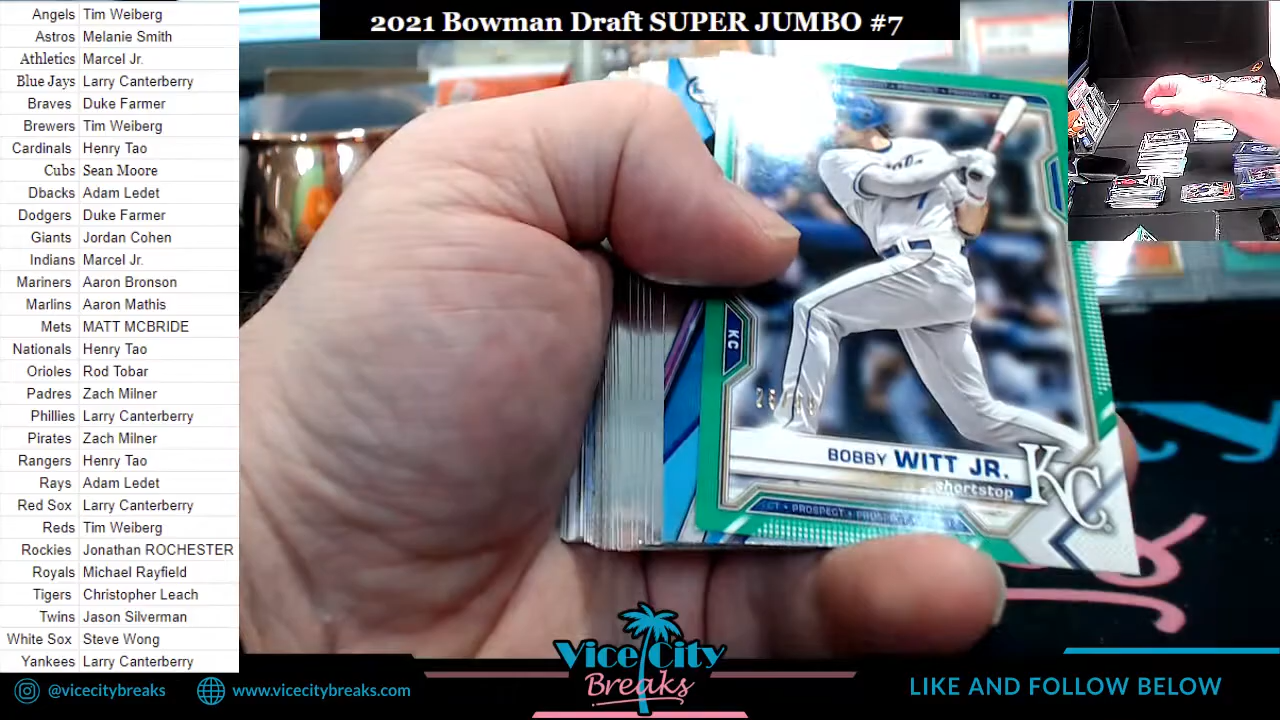 2021 Bowman Draft SUPER JUMBO #7
Angels Tim Weiberg
Astros Melanie Smith
Athletics Marcel Jr.
Blue Jays Larry Canterberry
Braves Duke Farmer
Brewers Tim Weiberg
Cardinals Henry Tao
Cubs Sean Moore
Dbacks Adam Ledet
Dodgers Duke Farmer
Giants Jordan Cohen
Indians Marcel Jr.
Mariners Aaron Bronson
Marlins Aaron Mathis
Mets MATT MCBRIDE
Nationals Henry Tao
Orioles Rod Tobar
Padres Zach Milner
Phillies Larry Canterberry
Pirates Zach Milner
Rangers Henry Tao
Rays Adam Ledet
Red Sox Larry Canterberry
Reds Tim Weiberg
Rockies Jonathan ROCHESTER
Royals Michael Rayfield
Tigers Christopher Leach
Twins Jason Silverman
White Sox Steve Wong
Yankees Larry Canterberry
KC
BOBBY WITT JR.
shortstop
KC
PROSPECT
@vicecitybreaks
www.vicecitybreaks.com
Vice City
Breaks
LIKE AND FOLLOW BELOW